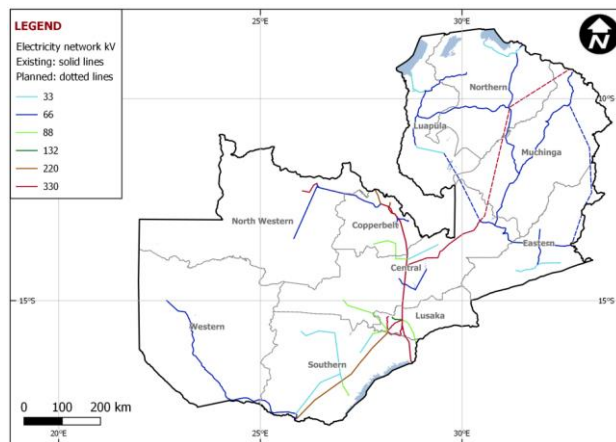 25°E
30°E
LEGEND
Electricity network kV
Existing: solid lines
Planned: dotted lines
33
66
88
132
220
330
N
Northern
10°S
Luapula
Muchinga
North Western
Copperbelt
Eastern
Central
15°S
15°S
Lusaka
Western
Southern
0 100 200 km
20°E
25°E
30°E